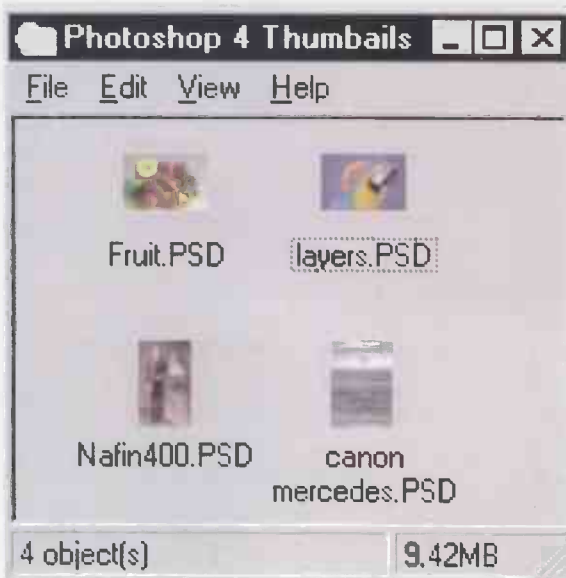 Photoshop 4 Thumbails
File Edit View Help
Fruit.PSD layers.PSD
Nafin400.PSD canon
mercedes.PSD
4 object(s) 9.42MB